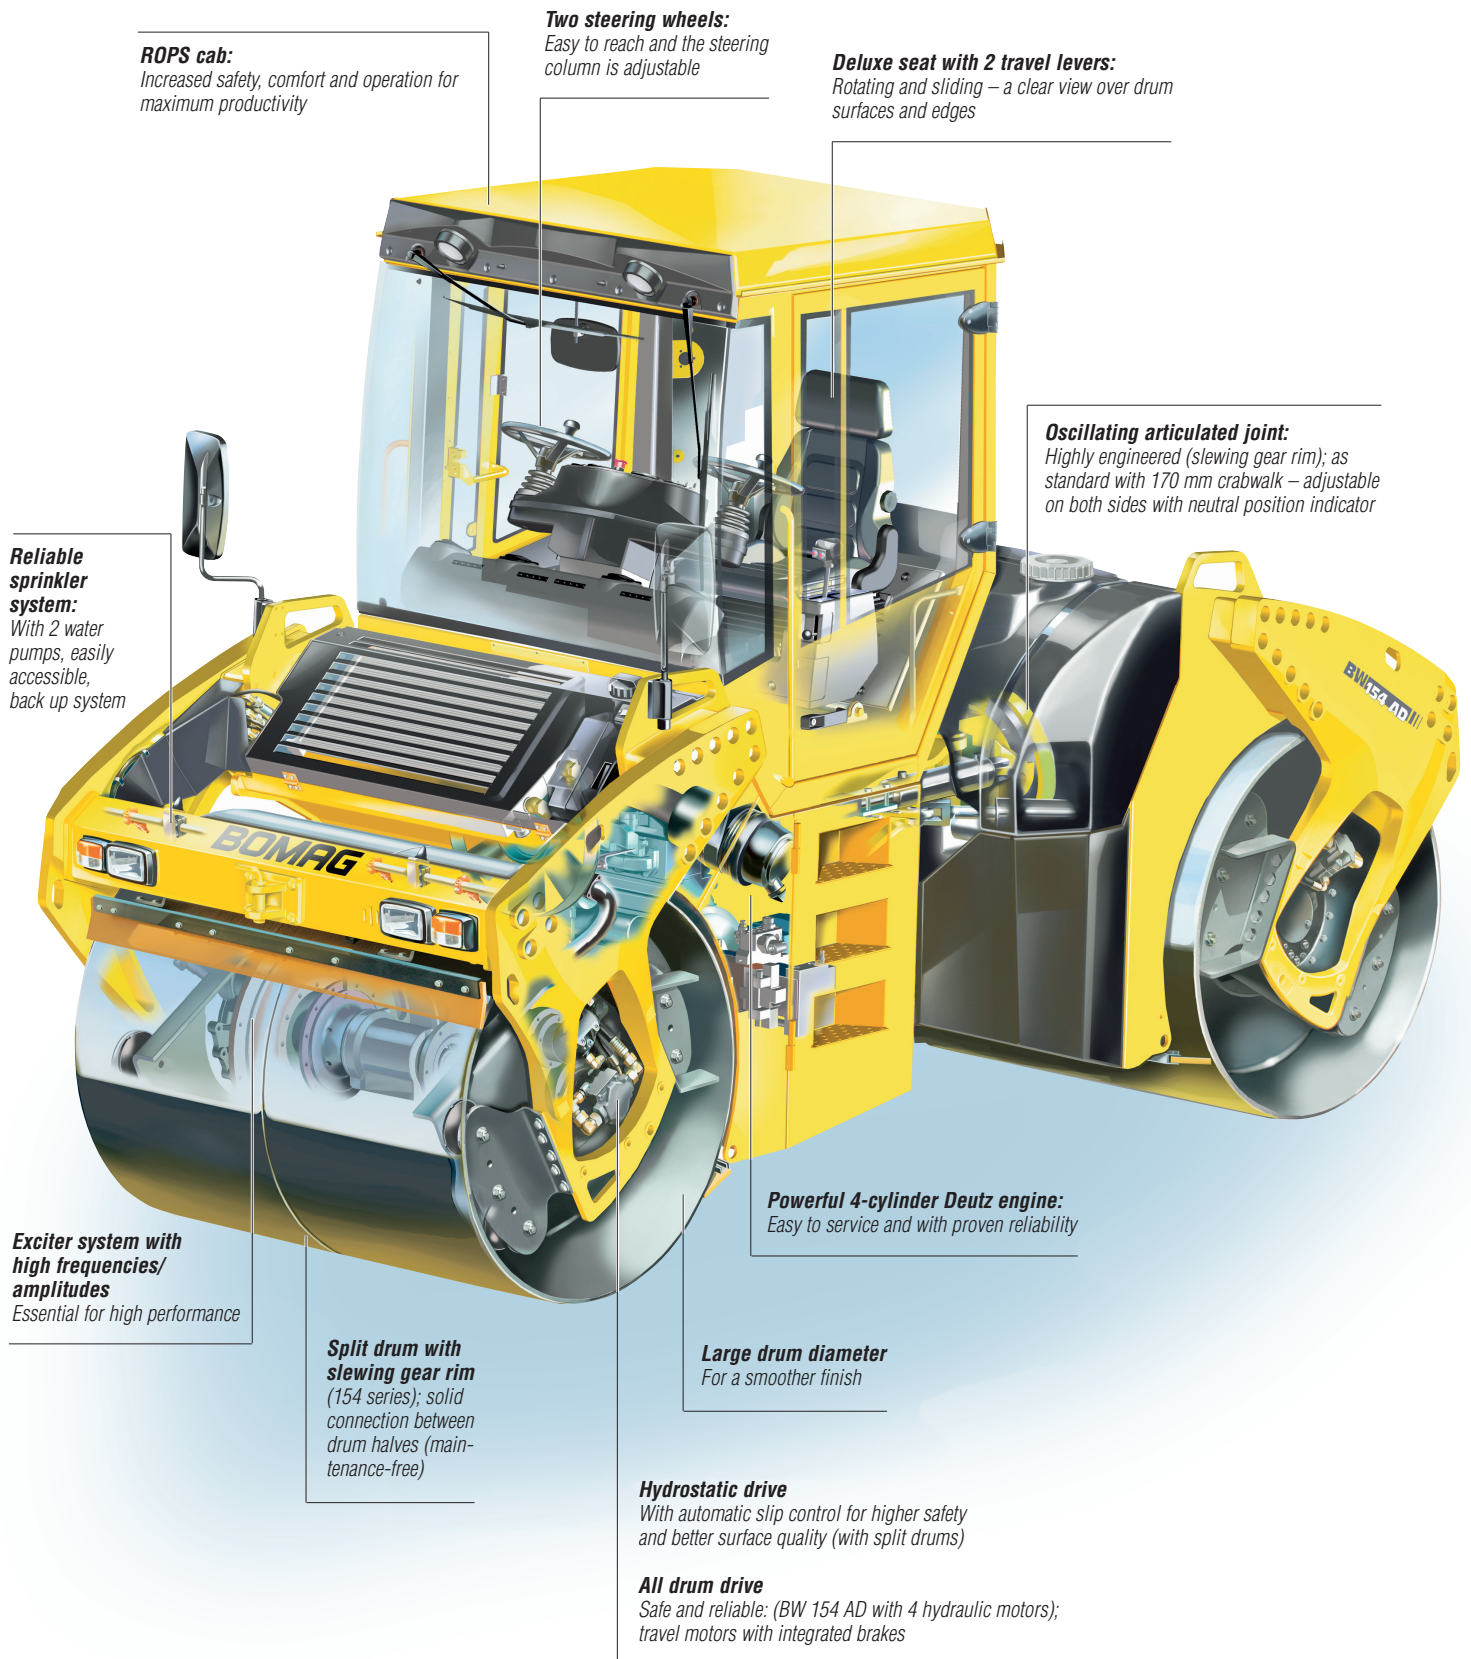 ROPS cab:
Increased safety, comfort and operation for
maximum productivity
Two steering wheels:
Easy to reach and the steering
column is adjustable
Deluxe seat with 2 travel levers:
Rotating and sliding – a clear view over drum
surfaces and edges
Oscillating articulated joint:
Highly engineered (slewing gear rim); as
standard with 170 mm crabwalk – adjustable
on both sides with neutral position indicator
Reliable
sprinkler
system:
With 2 water
pumps, easily
accessible,
back up system
BW154 AD
BOMAG
Powerful 4-cylinder Deutz engine:
Easy to service and with proven reliability
Exciter system with
high frequencies/
amplitudes
Essential for high performance
Split drum with
slewing gear rim
(154 series); solid
connection between
drum halves (main-
tenance-free)
Large drum diameter
For a smoother finish
Hydrostatic drive
With automatic slip control for higher safety
and better surface quality (with split drums)
All drum drive
Safe and reliable: (BW 154 AD with 4 hydraulic motors);
travel motors with integrated brakes